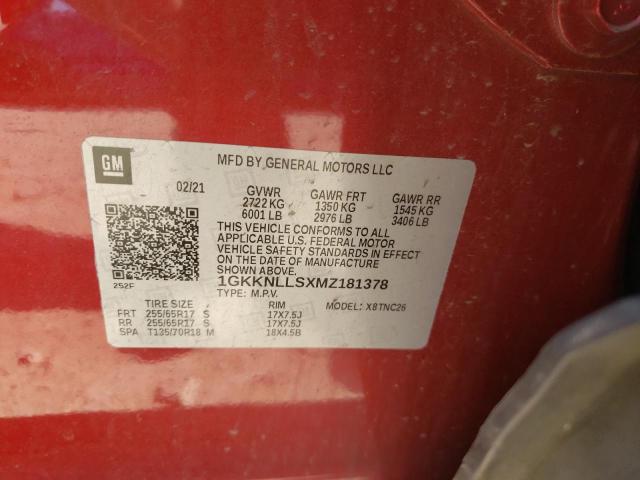 GM
MFD BY GENERAL MOTORS LLC
02/21 GVWR GAWR FRT GAWR RR
2722 KG 1350 KG 1545 KG
6001 LB 2976 LB 3406 LB
THIS VEHICLE CONFORMS TO ALL
APPLICABLE U.S. FEDERAL MOTOR
VEHICLE SAFETY STANDARDS IN EFFECT
ON THE DATE OF MANUFACTURE
SHOWN ABOVE
1GKKNLLSXMZ181378
252F
TYPE: M.P.V. MODEL: X8TNC26
TIRE SIZE RIM
FRT 255/65R17 S 17X7.5J
RR 255/65R17 S 17X7.5J
SPA T135/70R18 M 18X4.5B